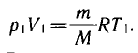 p₁V₁ = m/M RT₁.